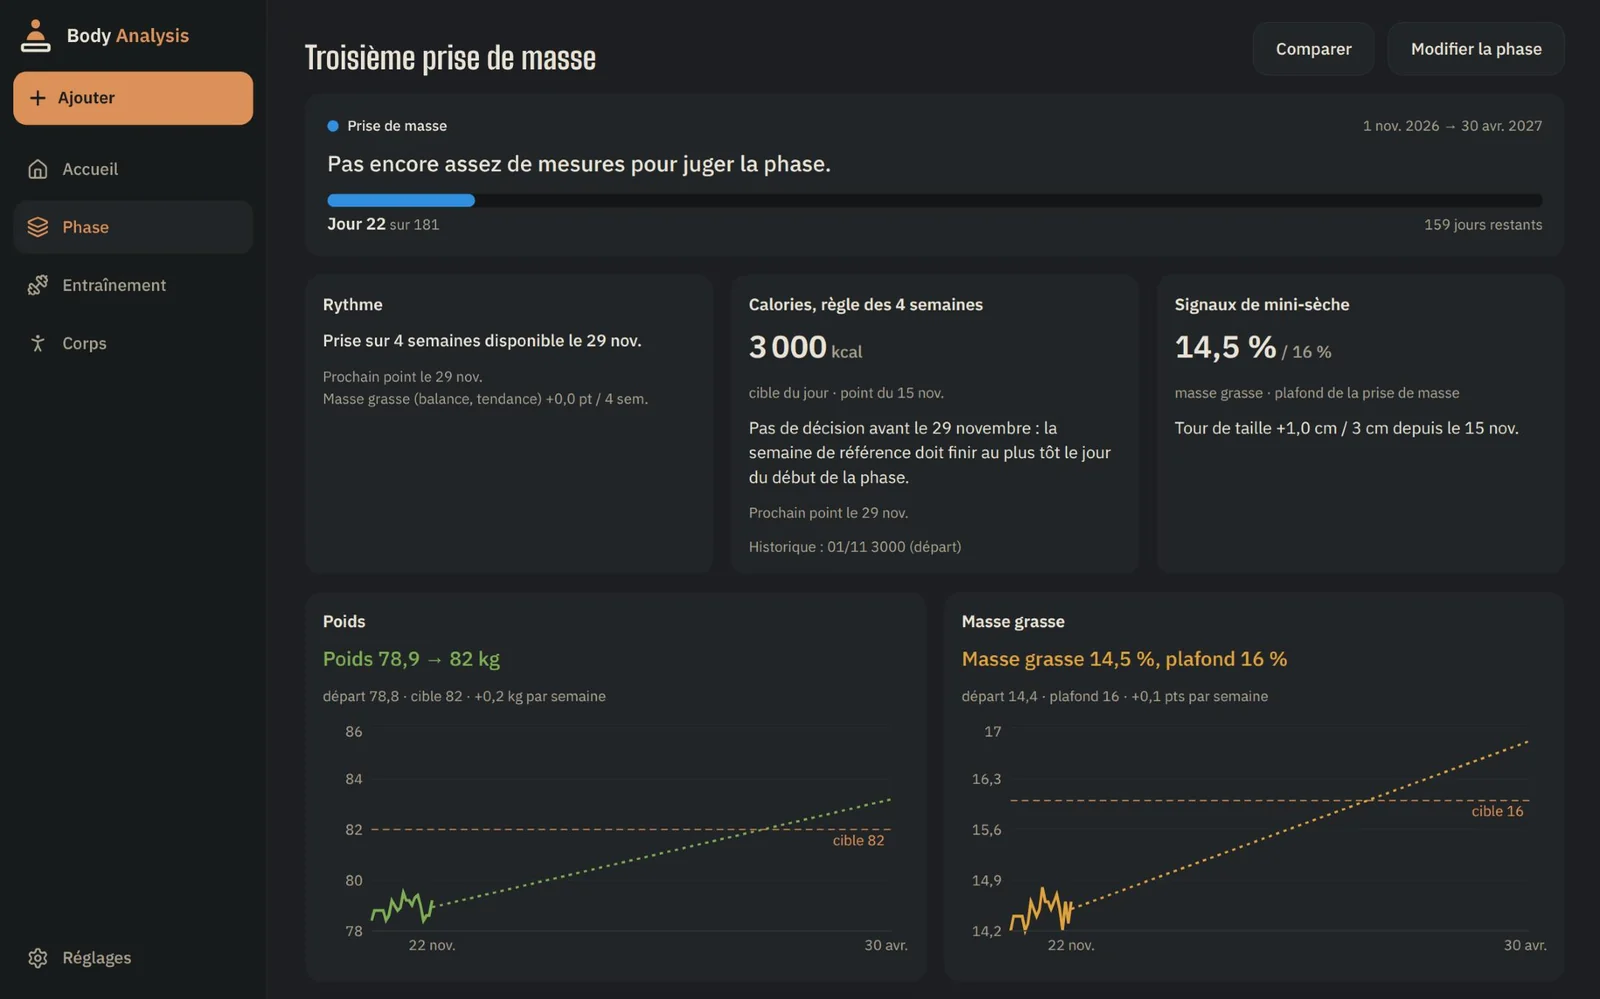 Body Analysis
Ajouter
Accueil
Phase
Entraînement
Corps
Réglages
Troisième prise de masse
Comparer
Modifier la phase
Prise de masse
1 nov. 2026 → 30 avr. 2027
Pas encore assez de mesures pour juger la phase.
Jour 22 sur 181
159 jours restants
Rythme
Prise sur 4 semaines disponible le 29 nov.
Prochain point le 29 nov.
Masse grasse (balance, tendance) +0,0 pt / 4 sem.
Calories, règle des 4 semaines
3 000 kcal
cible du jour · point du 15 nov.
Pas de décision avant le 29 novembre : la
semaine de référence doit finir au plus tôt le jour
du début de la phase.
Prochain point le 29 nov.
Historique : 01/11 3000 (départ)
Signaux de mini-sèche
14,5 % / 16 %
masse grasse · plafond de la prise de masse
Tour de taille +1,0 cm / 3 cm depuis le 15 nov.
Poids
Poids 78,9 → 82 kg
départ 78,8 · cible 82 · +0,2 kg par semaine
86
84
82
80
78
cible 82
22 nov.
30 avr.
Masse grasse
Masse grasse 14,5 %, plafond 16 %
départ 14,4 · plafond 16 · +0,1 pts par semaine
17
16,3
15,6
14,9
14,2
cible 16
22 nov.
30 avr.